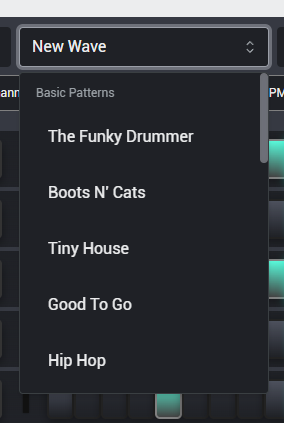 New Wave
ann
PM
Basic Patterns
The Funky Drummer
Boots N' Cats
Tiny House
Good To Go
Hip Hop